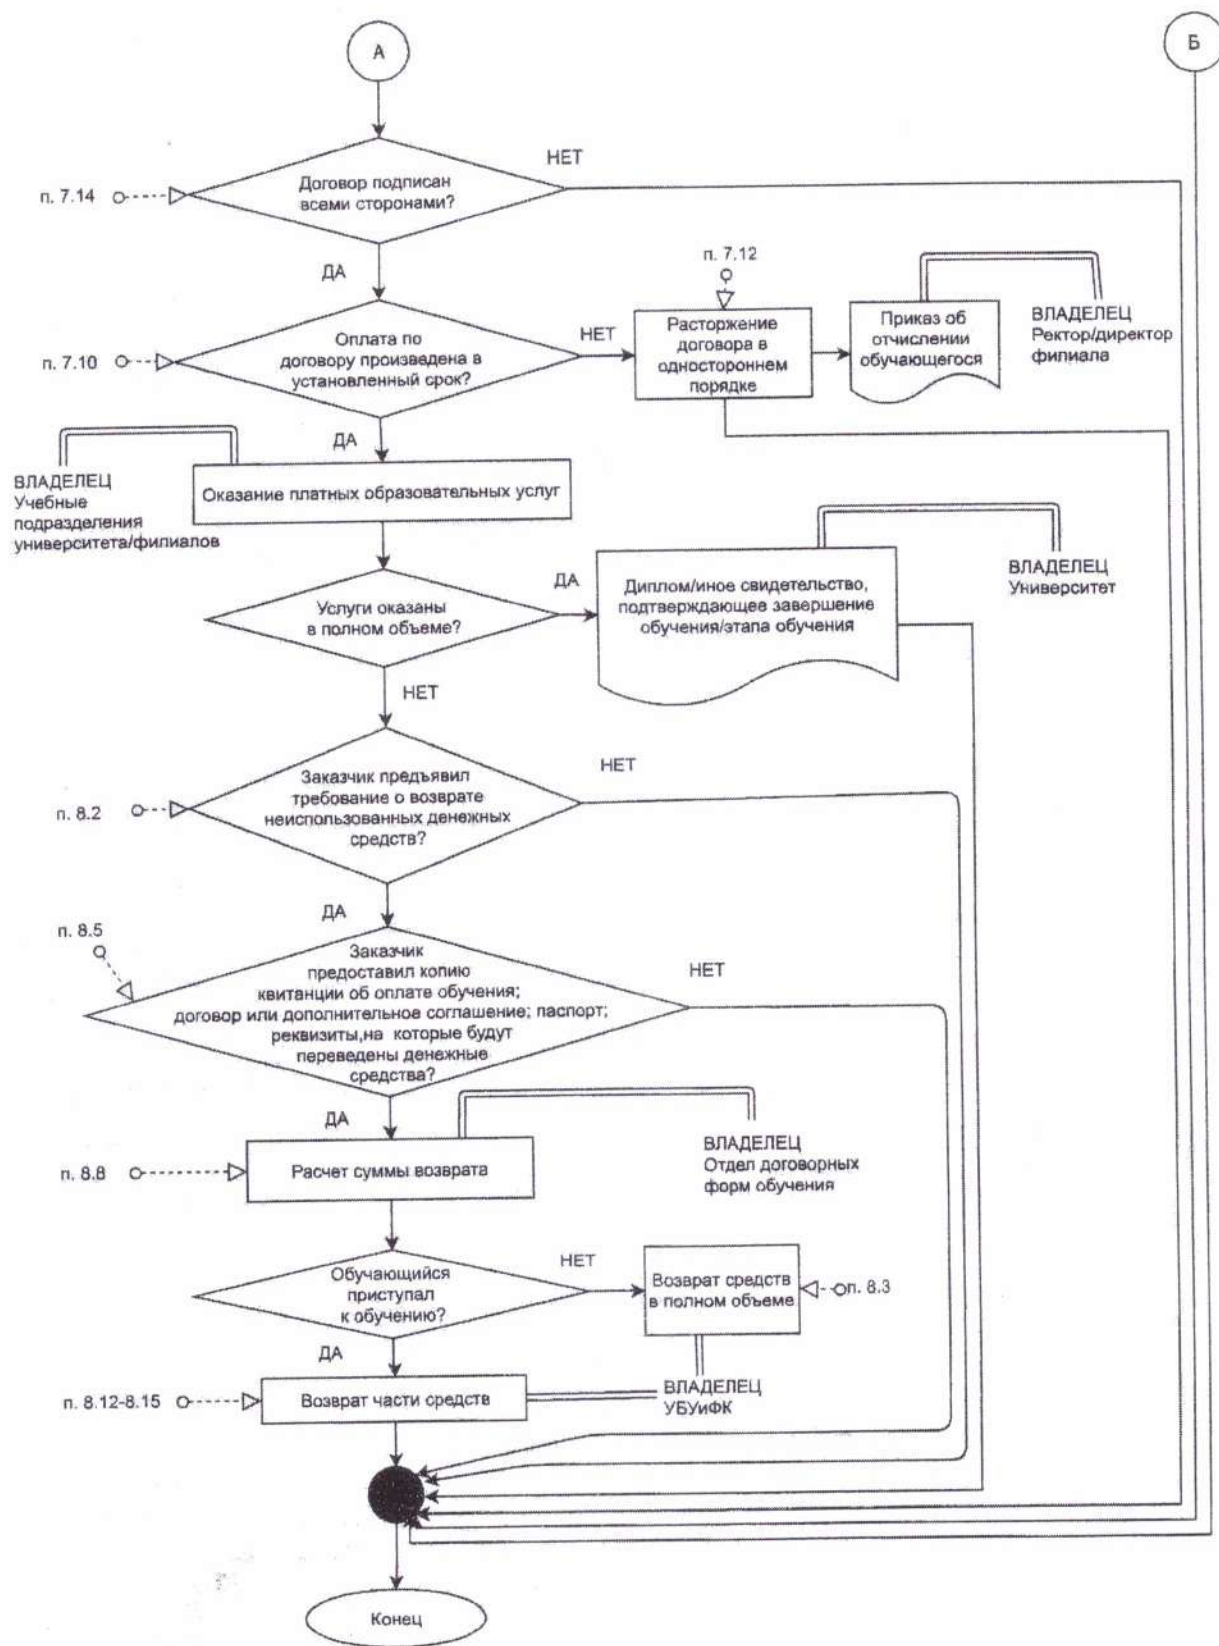 А
Б
НЕТ
Договор подписан
всеми сторонами?
п. 7.14
ДА
п. 7.12
Оплата по
договору произведена в
установленный срок?
п. 7.10
НЕТ
Расторжение
договора в
одностороннем
порядке
Приказ об
отчислении
обучающегося
ВЛАДЕЛЕЦ
Ректор/директор
филиала
ДА
ВЛАДЕЛЕЦ
Учебные
подразделения
университета/филиалов
Оказание платных образовательных услуг
Услуги оказаны
в полном объеме?
ДА
Диплом/иное свидетельство,
подтверждающее завершение
обучения/этапа обучения
ВЛАДЕЛЕЦ
Университет
НЕТ
Заказчик предъявил
требование о возврате
неиспользованных денежных
средств?
НЕТ
п. 8.2
ДА
п. 8.5
Заказчик
предоставил копию
квитанции об оплате обучения;
договор или дополнительное соглашение; паспорт;
реквизиты,на которые будут
переведены денежные
средства?
НЕТ
ДА
п. 8.8
Расчет суммы возврата
ВЛАДЕЛЕЦ
Отдел договорных
форм обучения
Обучающийся
приступал
к обучению?
НЕТ
Возврат средств
в полном объеме
п. 8.3
ДА
п. 8.12-8.15
Возврат части средств
ВЛАДЕЛЕЦ
УБУиФК
Конец